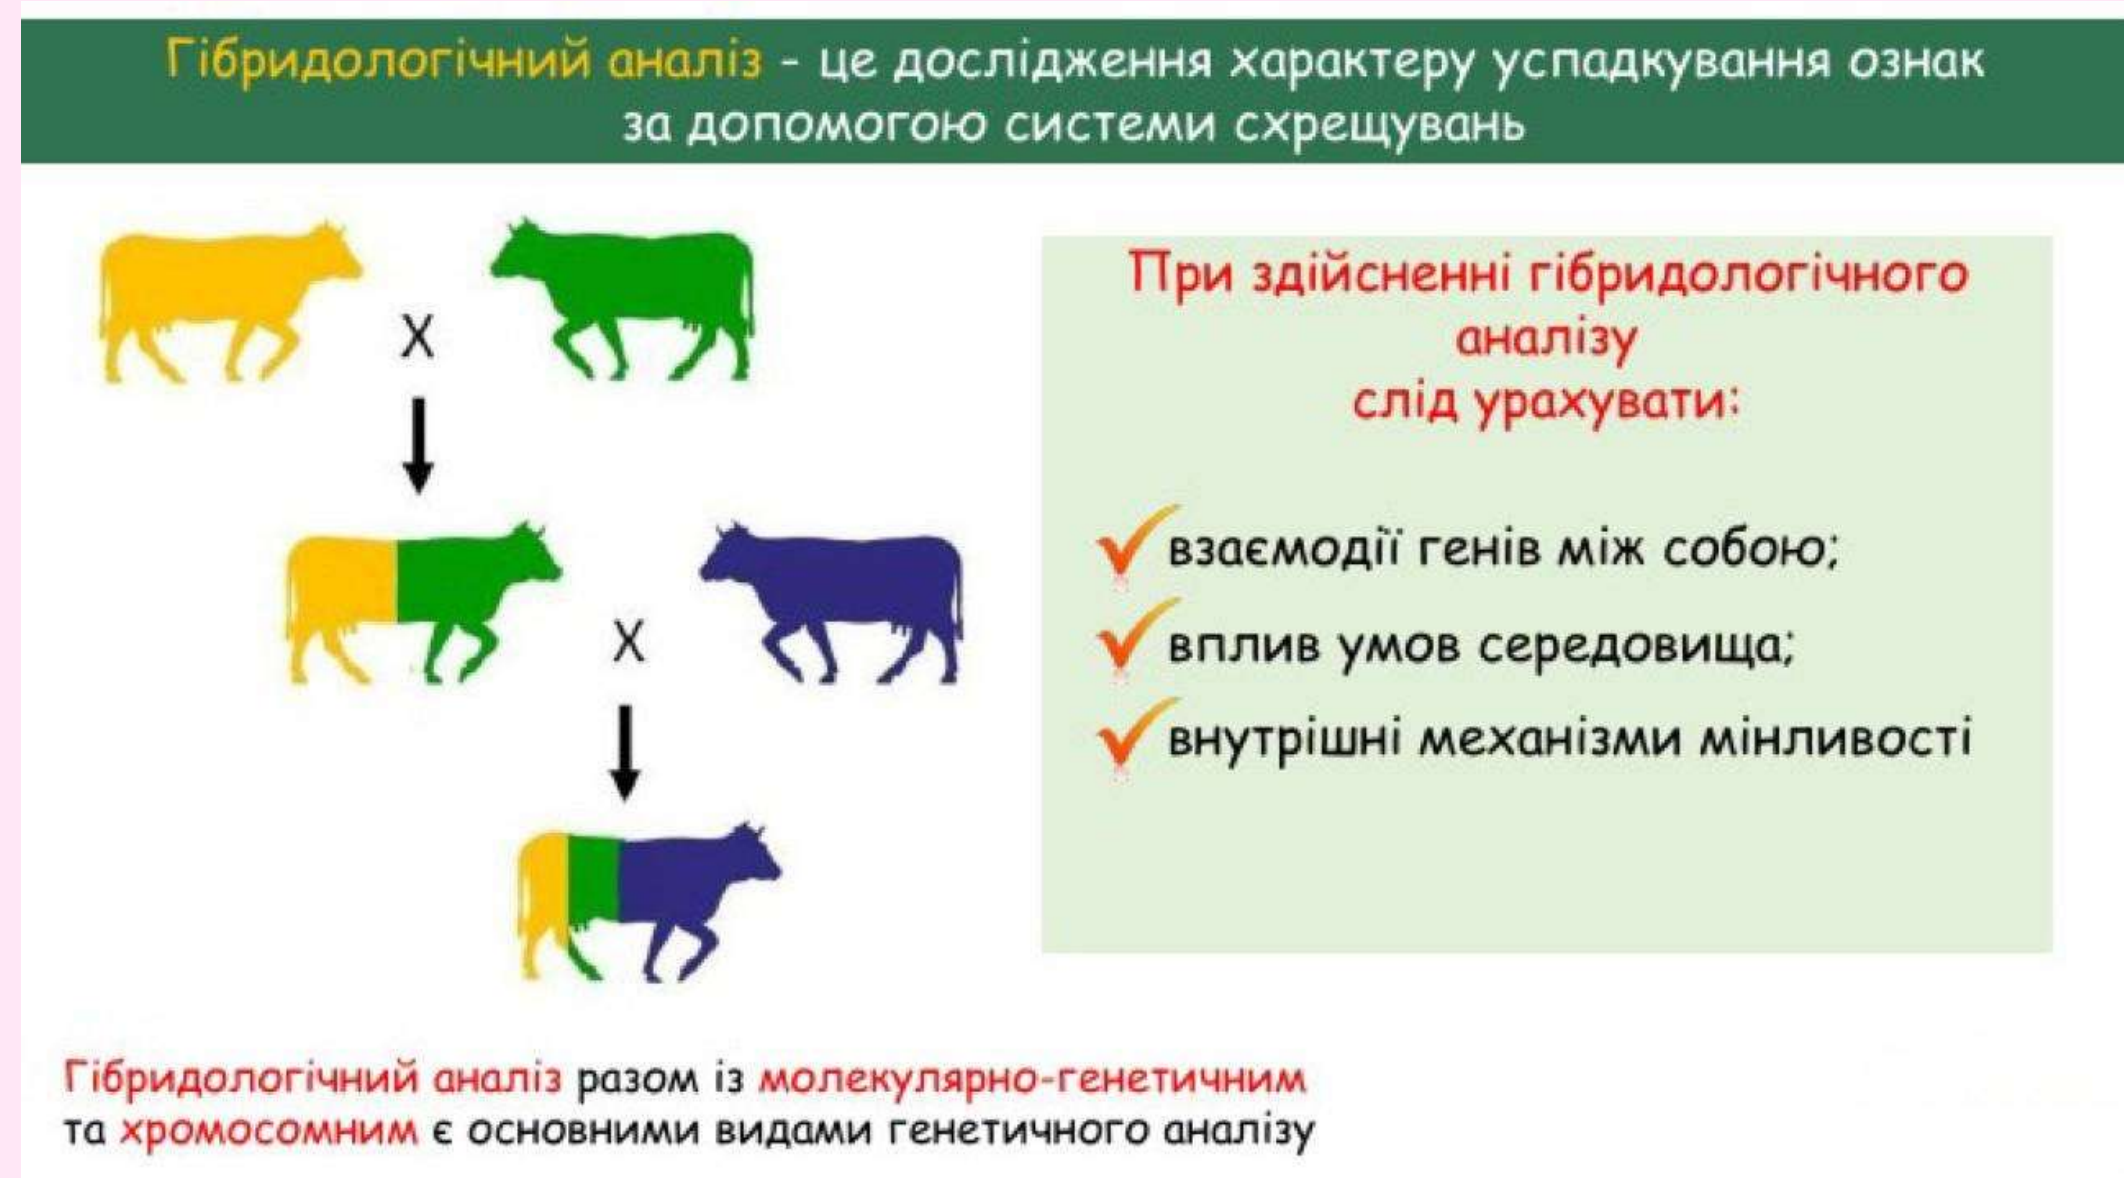 Гібридологічний аналіз - це дослідження характеру успадкування ознак
за допомогою системи схрещувань
X
X
При здійсненні гібридологічного
аналізу
слід урахувати:
взаємодії генів між собою;
вплив умов середовища;
внутрішні механізми мінливості
Гібридологічний аналіз разом із молекулярно-генетичним
та хромосомним є основними видами генетичного аналізу